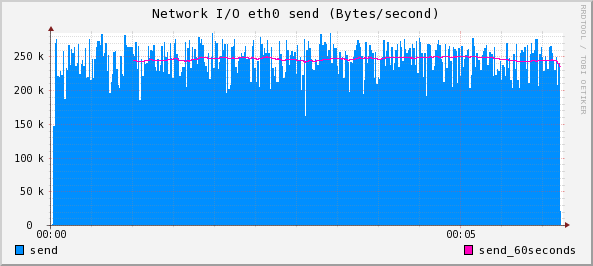 Network I/O eth0 send (Bytes/second)
RRDTOOL / TOBI OETIKER
250 k
200 k
150 k
100 k
50 k
0
00:00 00:05
send send_60seconds